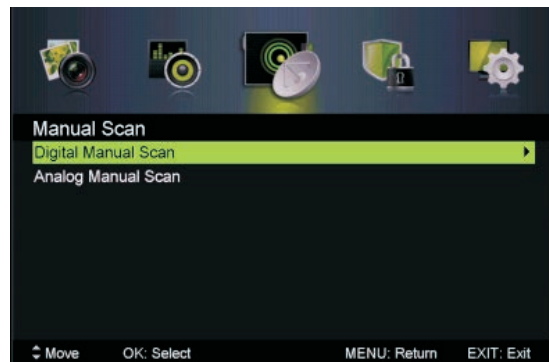 Manual Scan
Digital Manual Scan
Analog Manual Scan
Move OK: Select MENU: Return EXIT: Exit